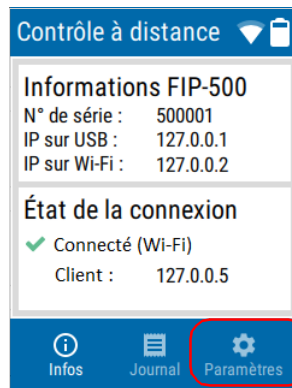 Contrôle à distance
Informations FIP-500
N° de série : 500001
IP sur USB : 127.0.0.1
IP sur Wi-Fi : 127.0.0.2
État de la connexion
Connecté (Wi-Fi)
Client : 127.0.0.5
Infos Journal Paramètres